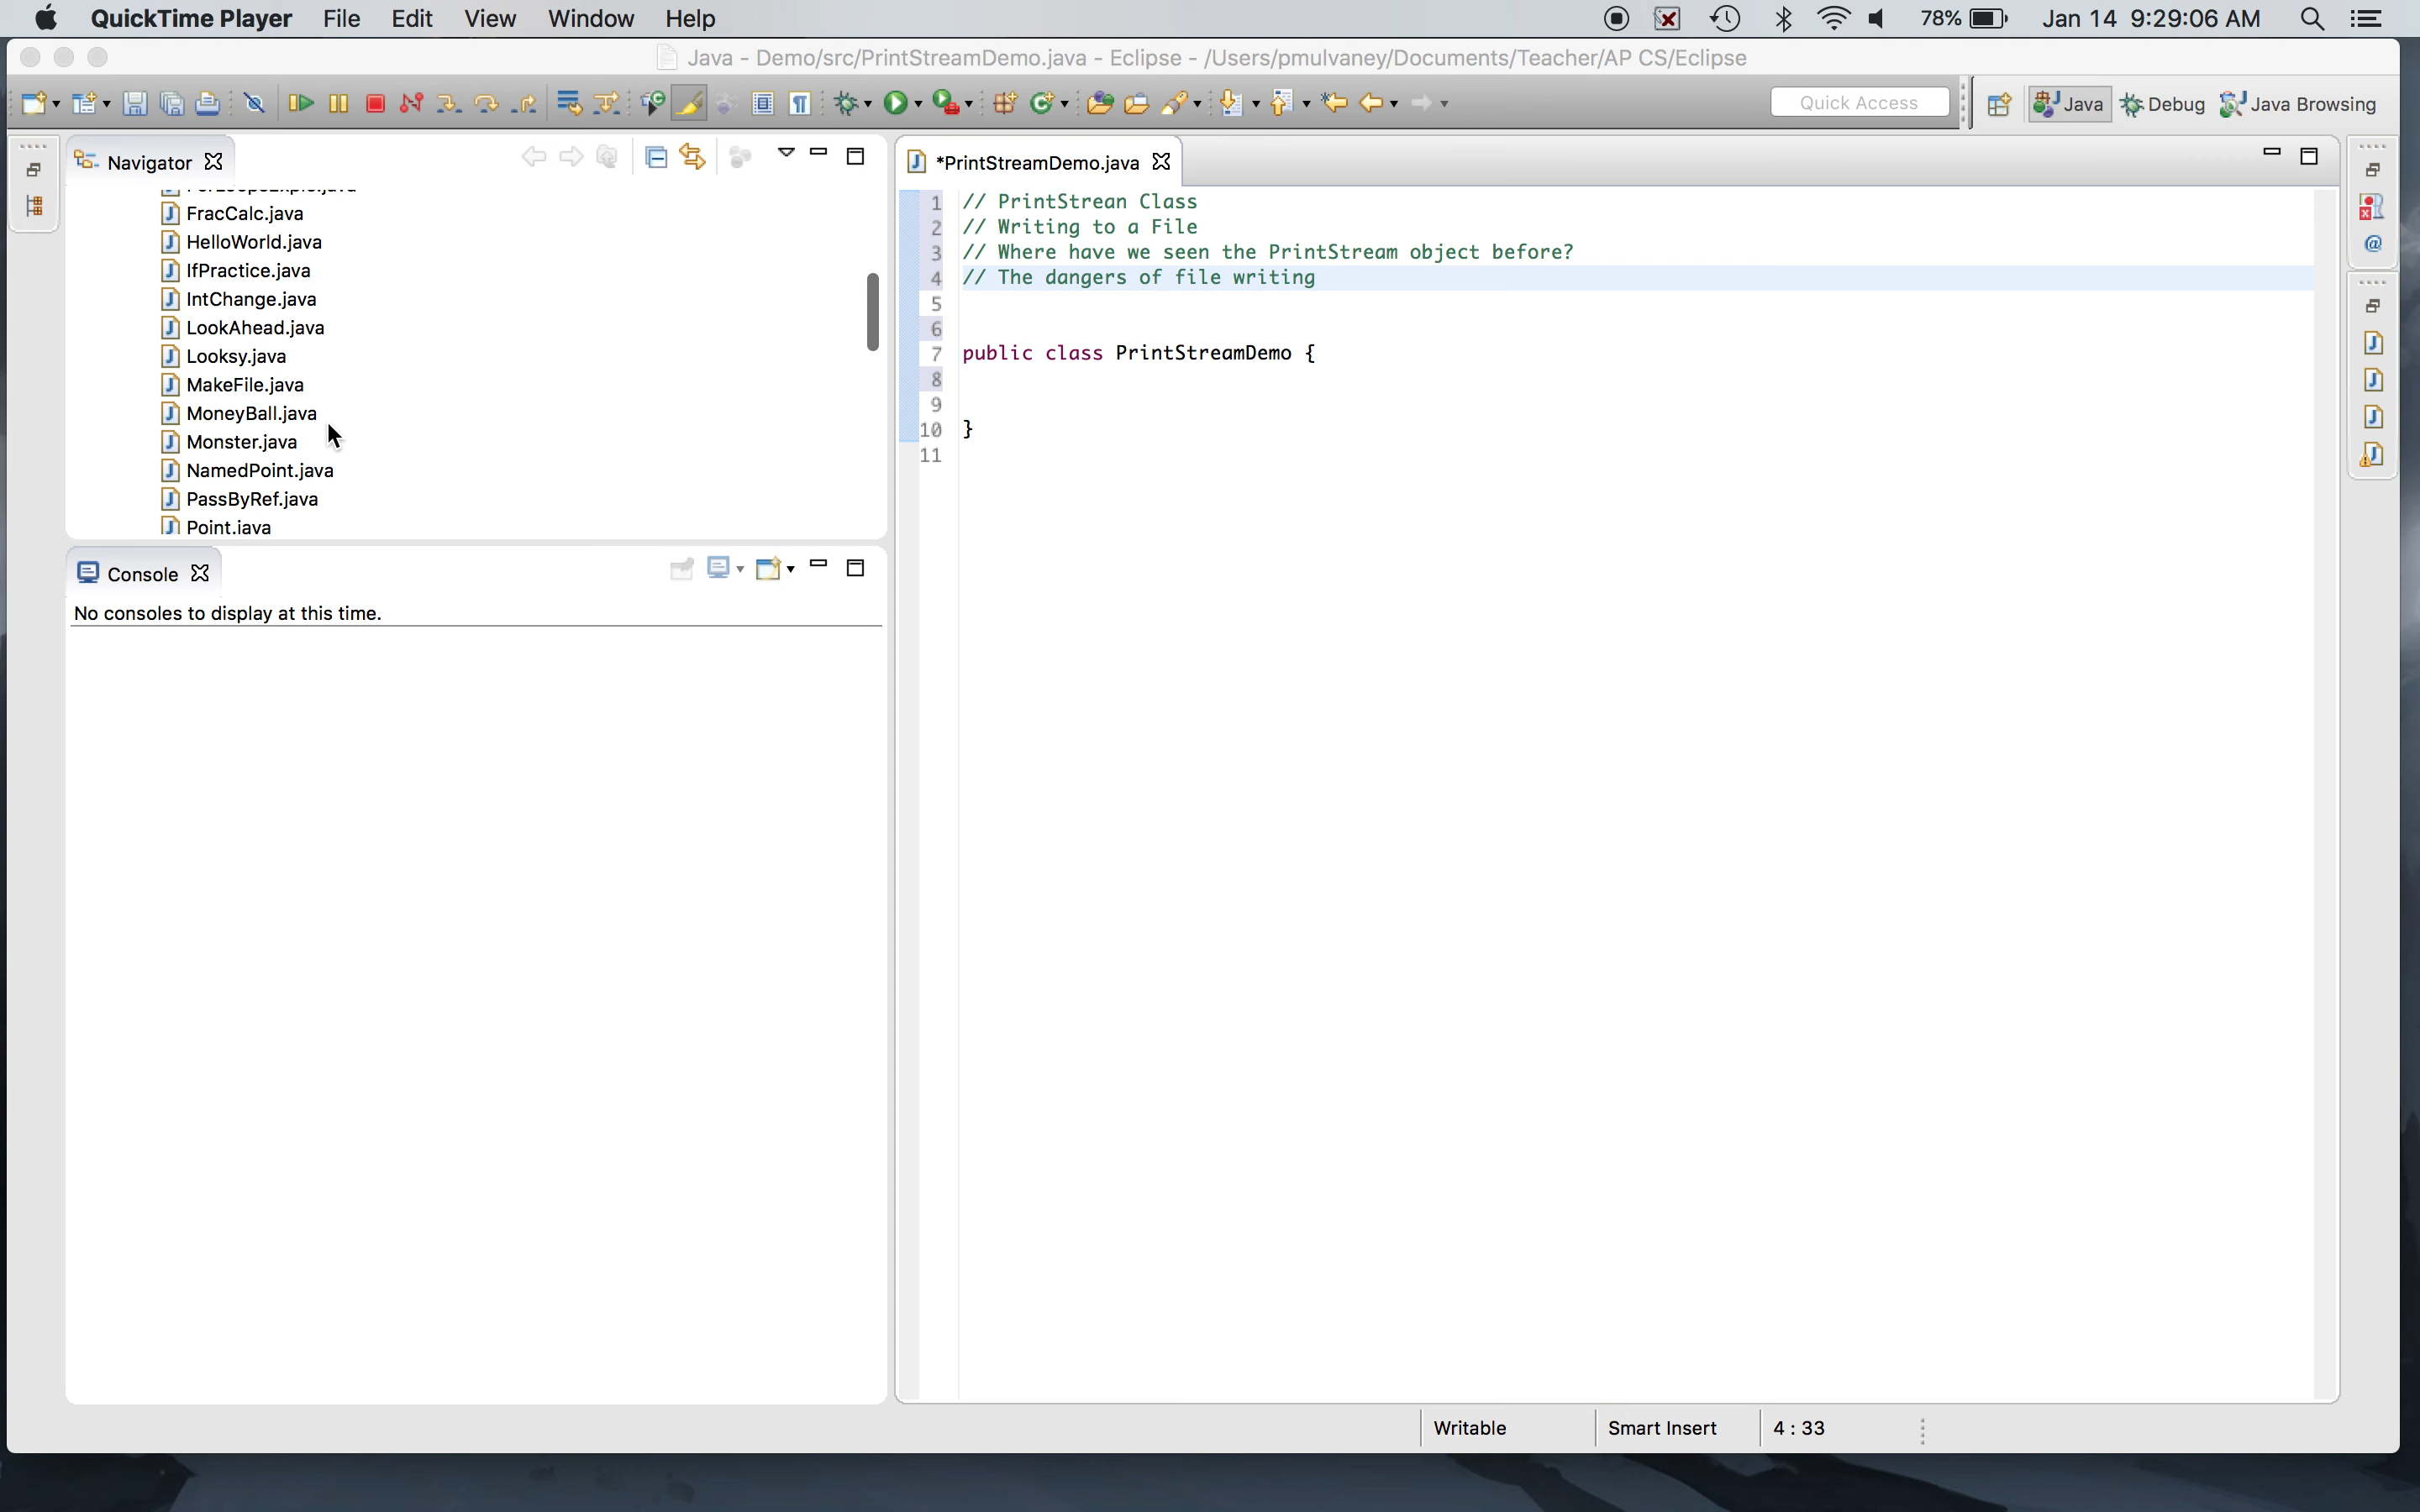 QuickTime Player File Edit View Window Help 78% Jan 14 9:29:06 AM
Java - Demo/src/PrintStreamDemo.java - Eclipse - /Users/pmulvaney/Documents/Teacher/AP CS/Eclipse
Quick Access Java Debug Java Browsing
Navigator
FracCalc.java
HelloWorld.java
IfPractice.java
IntChange.java
LookAhead.java
Looksy.java
MakeFile.java
MoneyBall.java
Monster.java
NamedPoint.java
PassByRef.java
Point.java
Console
No consoles to display at this time.
*PrintStreamDemo.java
1 // PrintStrean Class
2 // Writing to a File
3 // Where have we seen the PrintStream object before?
4 // The dangers of file writing
5
6
7 public class PrintStreamDemo {
8
9
10 }
11
Writable Smart Insert 4 : 33